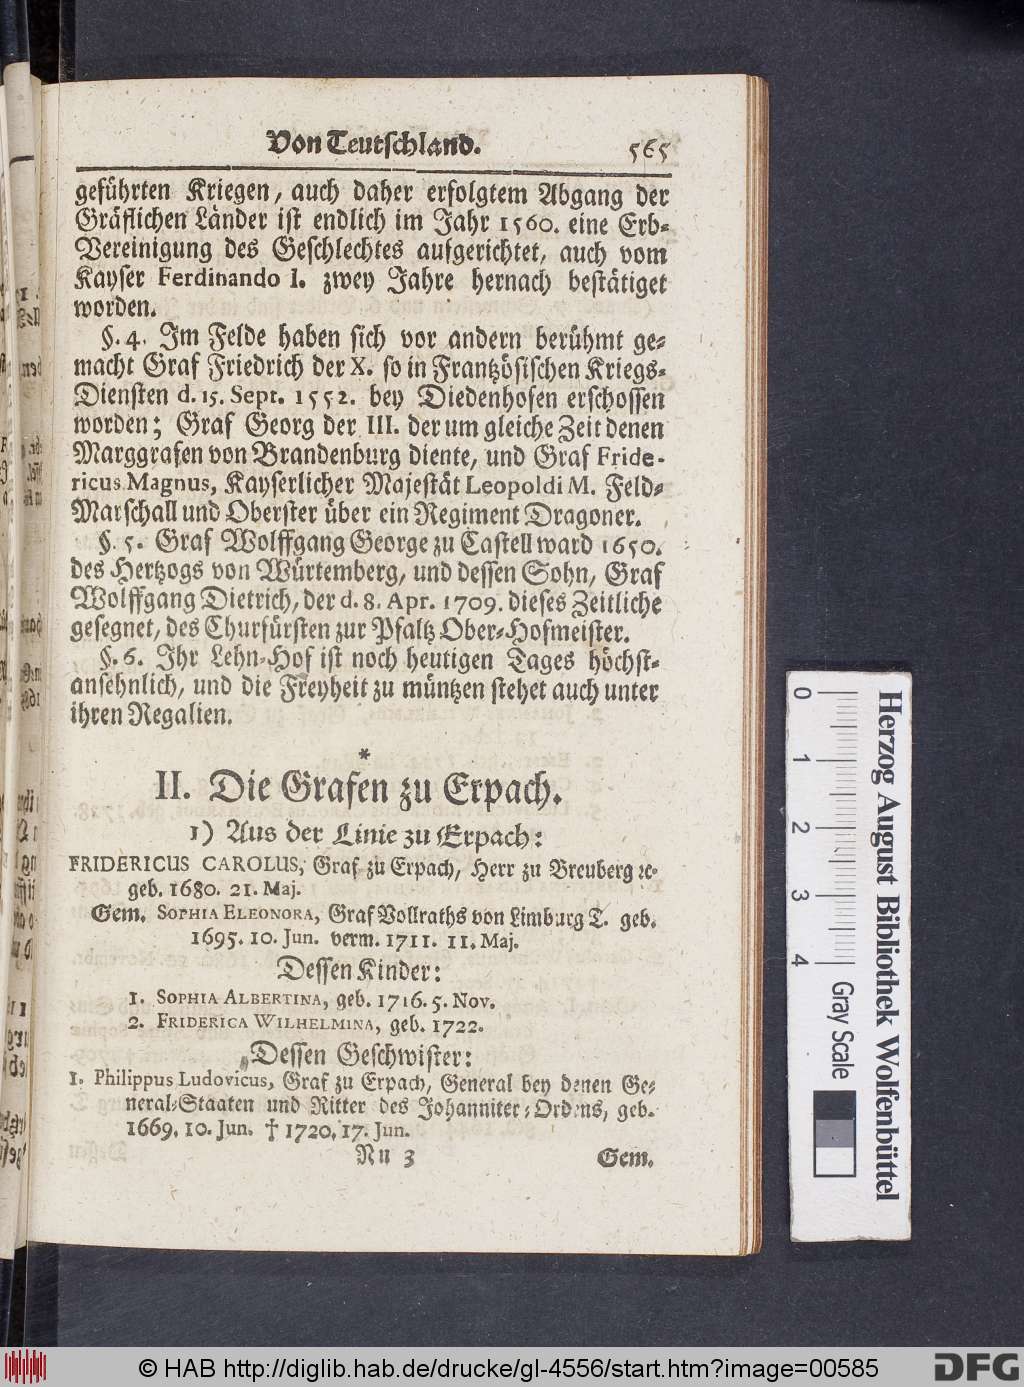 Von Teutschland. 565
geführten Kriegen, auch daher erfolgtem Abgang der
Gräflichen Länder ist endlich im Jahr 1560. eine Erb-
Vereinigung des Geschlechtes aufgerichtet, auch vom
Kayser Ferdinando I. zwey Jahre hernach bestätiget
worden.
§. 4. Im Felde haben sich vor andern berühmt ge-
macht Graf Friedrich der X. so in Frantzösischen Kriegs-
Diensten d. 15. Sept. 1552. bey Diedenhofen erschossen
worden; Graf Georg der III. der um gleiche Zeit denen
Marggrafen von Brandenburg diente, und Graf Fride-
ricus Magnus, Kayserlicher Majestät Leopoldi M. Feld-
Marschall und Oberster über ein Regiment Dragoner.
§. 5. Graf Wolffgang George zu Castell ward 1650.
des Hertzogs von Würtemberg, und dessen Sohn, Graf
Wolffgang Dietrich, der d. 8. Apr. 1709. dieses Zeitliche
gesegnet, des Churfürsten zur Pfaltz Ober-Hofmeister.
§. 6. Ihr Lehn-Hof ist noch heutigen Tages höchst-
ansehnlich, und die Freyheit zu müntzen stehet auch unter
ihren Regalien.
*
II. Die Grafen zu Erpach.
1) Aus der Linie zu Erpach:
FRIDERICUS CAROLUS, Graf zu Erpach, Herr zu Breuberg ꝛc.
geb. 1680. 21. Maj.
Gem. SOPHIA ELEONORA, Graf Vollraths von Limburg T. geb.
1695. 10. Jun. verm. 1711. 11. Maj.
Dessen Kinder:
1. SOPHIA ALBERTINA, geb. 1716. 5. Nov.
2. FRIDERICA WILHELMINA, geb. 1722.
Dessen Geschwister:
1. Philippus Ludovicus, Graf zu Erpach, General bey denen Ge-
neral-Staaten und Ritter des Johanniter-Ordens, geb.
1669. 10. Jun. † 1720. 17. Jun.
Nn 3 Gem.
0 1 2 3 4 Gray Scale
Herzog August Bibliothek Wolfenbüttel
© HAB http://diglib.hab.de/drucke/gl-4556/start.htm?image=00585
DFG